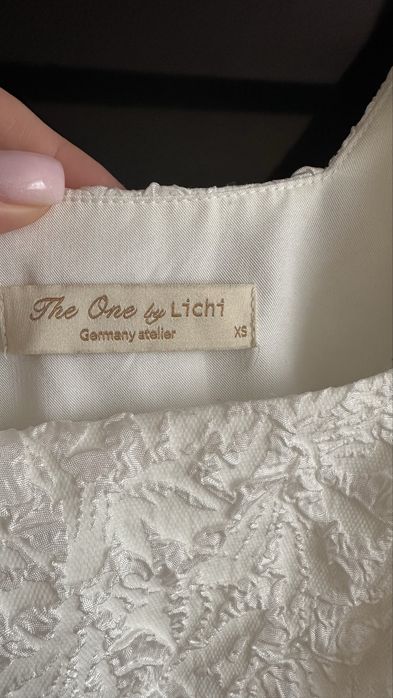 The One by Lichi
Germany atelier
XS